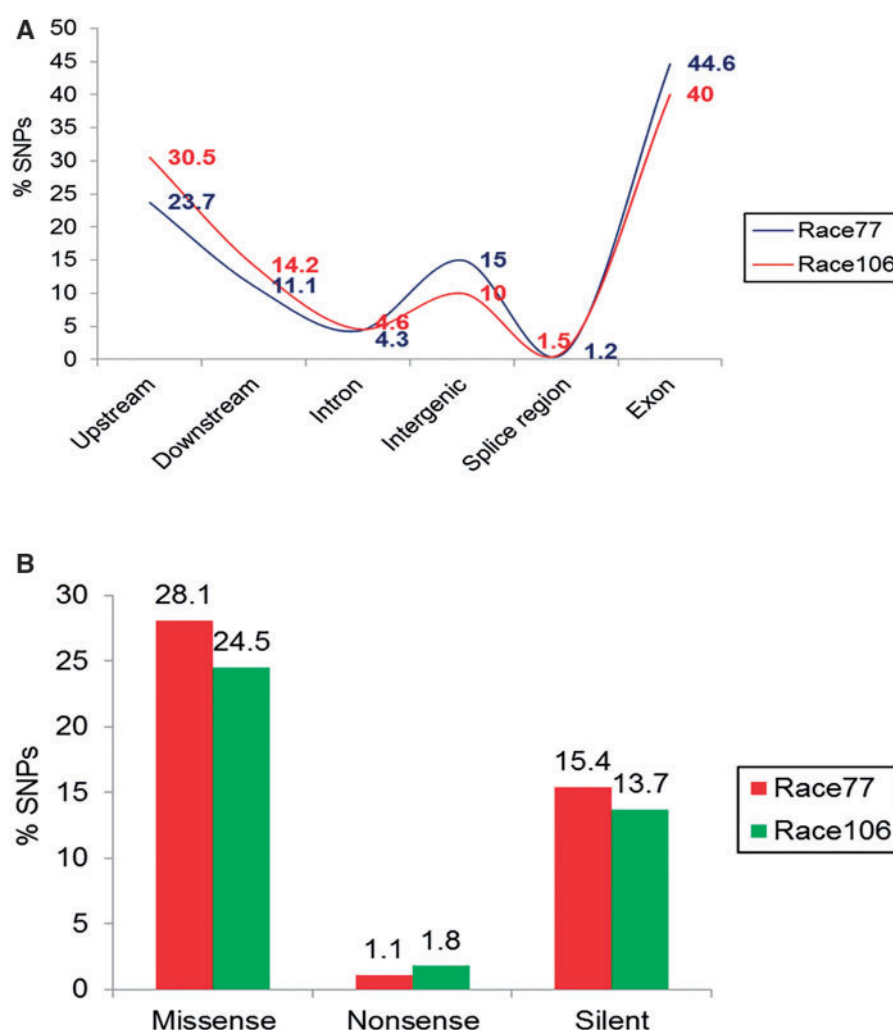 A
50
45
40
35
30
25
20
15
10
5
0
% SNPs
44.6
40
30.5
23.7
14.2
11.1
15
10
4.6
4.3
1.5
1.2
Race77
Race106
Upstream
Downstream
Intron
Intergenic
Splice region
Exon
B
30
25
20
15
10
5
0
% SNPs
28.1
24.5
1.1
1.8
15.4
13.7
Race77
Race106
Missense
Nonsense
Silent